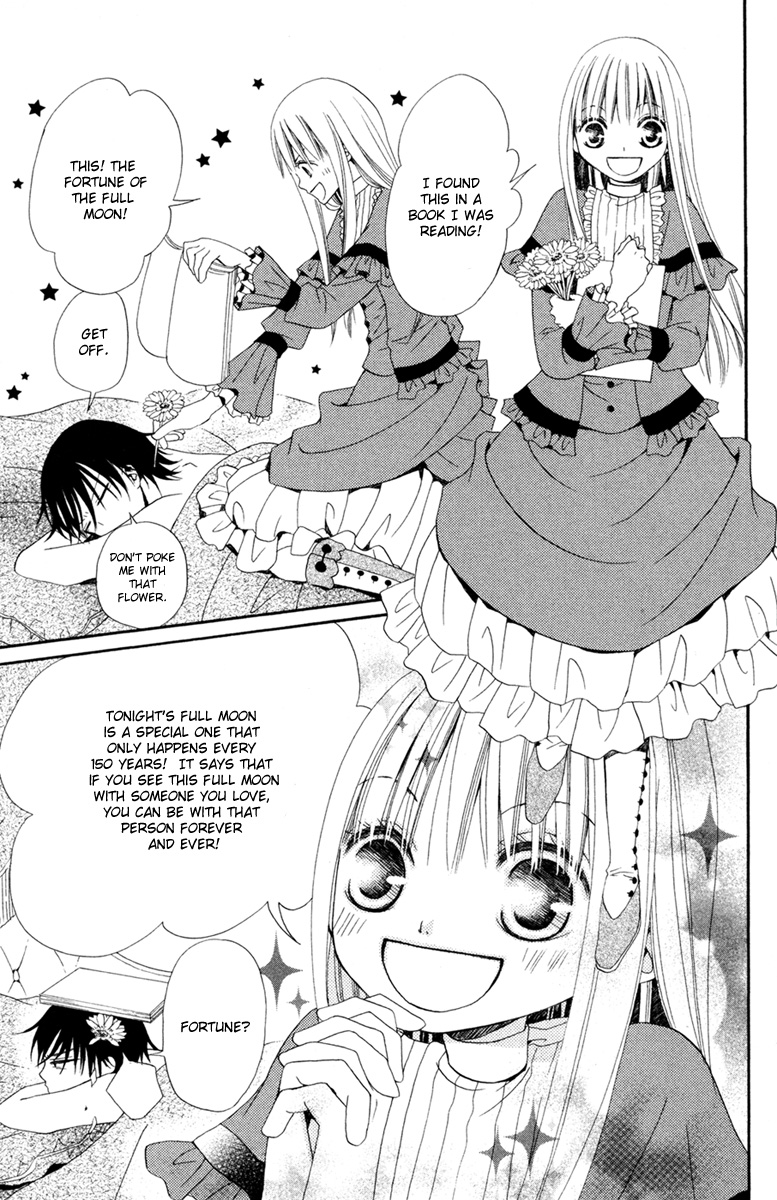 I FOUND
THIS IN A
BOOK I WAS
READING!
THIS! THE
FORTUNE OF
THE FULL
MOON!
GET
OFF.
DON'T POKE
ME WITH
THAT
FLOWER.
TONIGHT'S FULL MOON
IS A SPECIAL ONE THAT
ONLY HAPPENS EVERY
150 YEARS! IT SAYS THAT
IF YOU SEE THIS FULL MOON
WITH SOMEONE YOU LOVE,
YOU CAN BE WITH THAT
PERSON FOREVER
AND EVER!
FORTUNE?